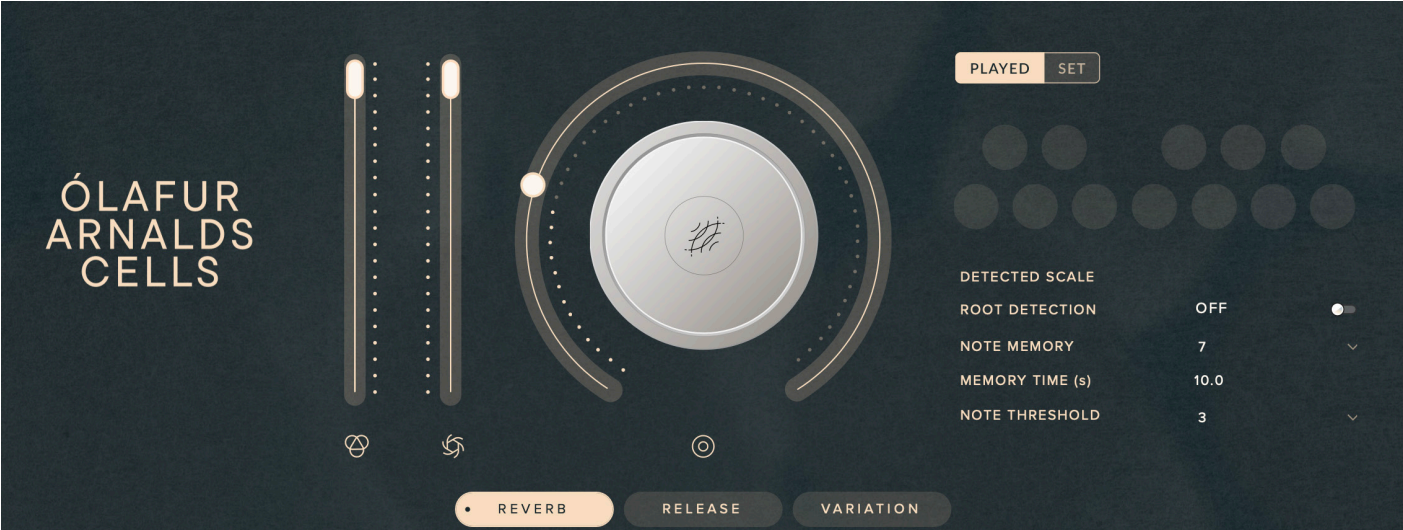 ÓLAFUR
ARNALDS
CELLS
PLAYED SET
DETECTED SCALE
ROOT DETECTION OFF
NOTE MEMORY 7
MEMORY TIME (s) 10.0
NOTE THRESHOLD 3
REVERB RELEASE VARIATION